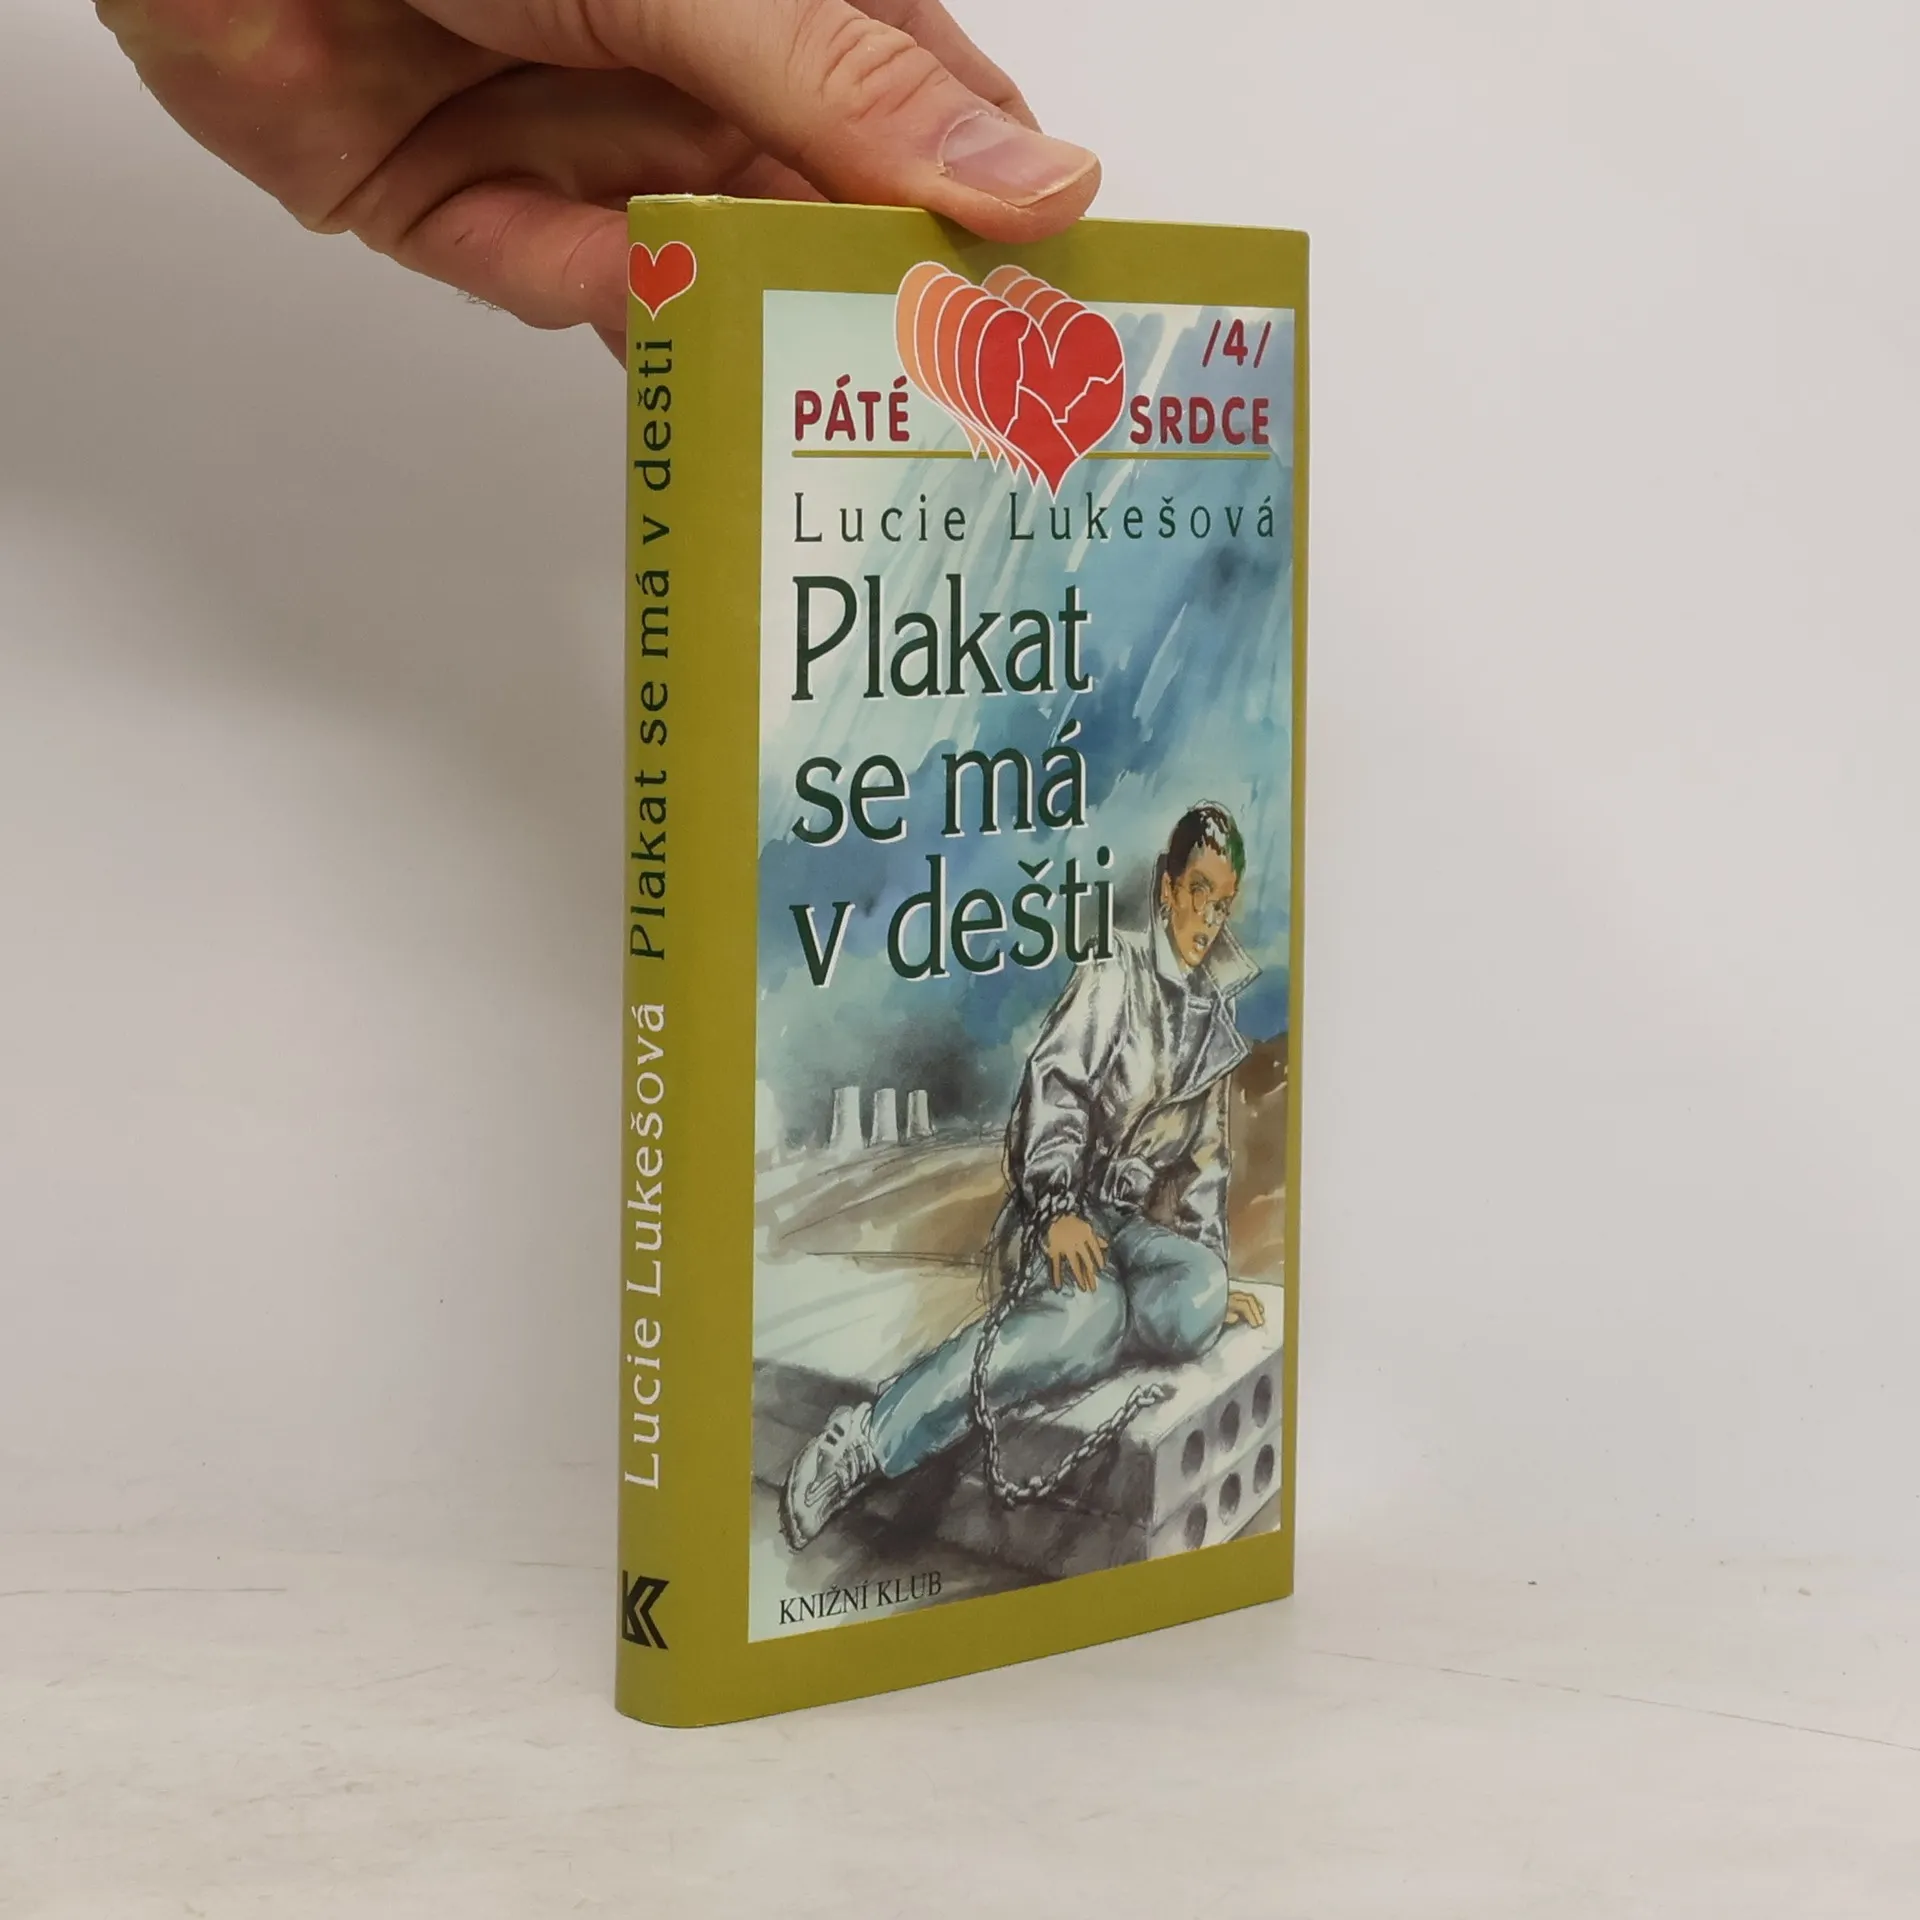 Lucie Lukešová Plakat se má v dešti
/4/
PÁTÉ SRDCE
Lucie Lukešová
Plakat
se má
v dešti
KNIŽNÍ KLUB